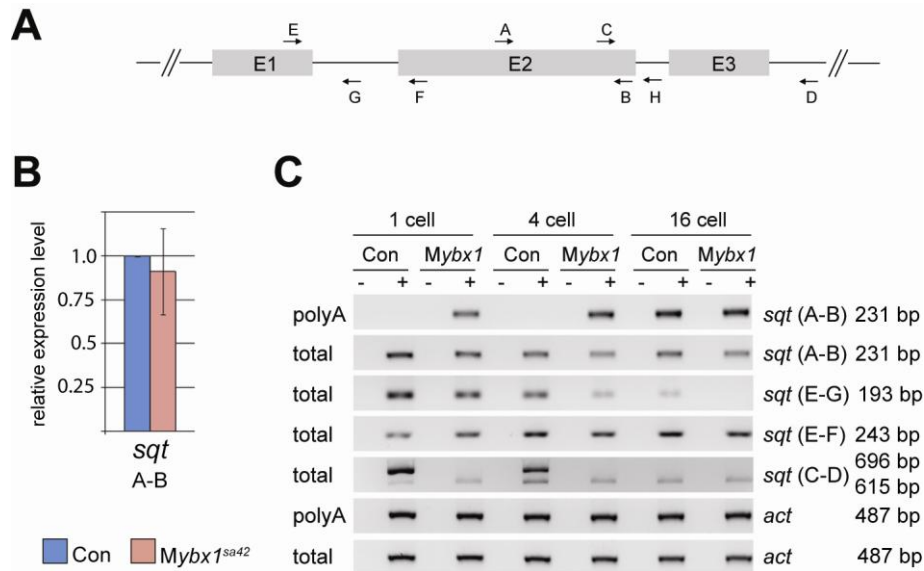 A
E A C
E1 E2 E3
G F B H D
B
relative expression level
1.0
0.75
0.5
0.25
sqt
A-B
Con Mybx1sa42
C
1 cell 4 cell 16 cell
Con Mybx1 Con Mybx1 Con Mybx1
- + - + - + - + - + - +
polyA sqt (A-B) 231 bp
total sqt (A-B) 231 bp
total sqt (E-G) 193 bp
total sqt (E-F) 243 bp
total sqt (C-D) 696 bp
615 bp
polyA act 487 bp
total act 487 bp